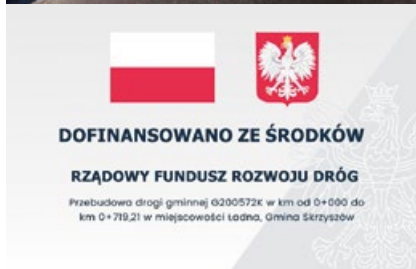 DOFINANSOWANO ZE ŚRODKÓW
RZĄDOWY FUNDUSZ ROZWOJU DRÓG
Przebudowa drogi gminnej G200572K w km od 0+000 do
km 0+719,21 w miejscowości Ładna, Gmina Skrzyszów